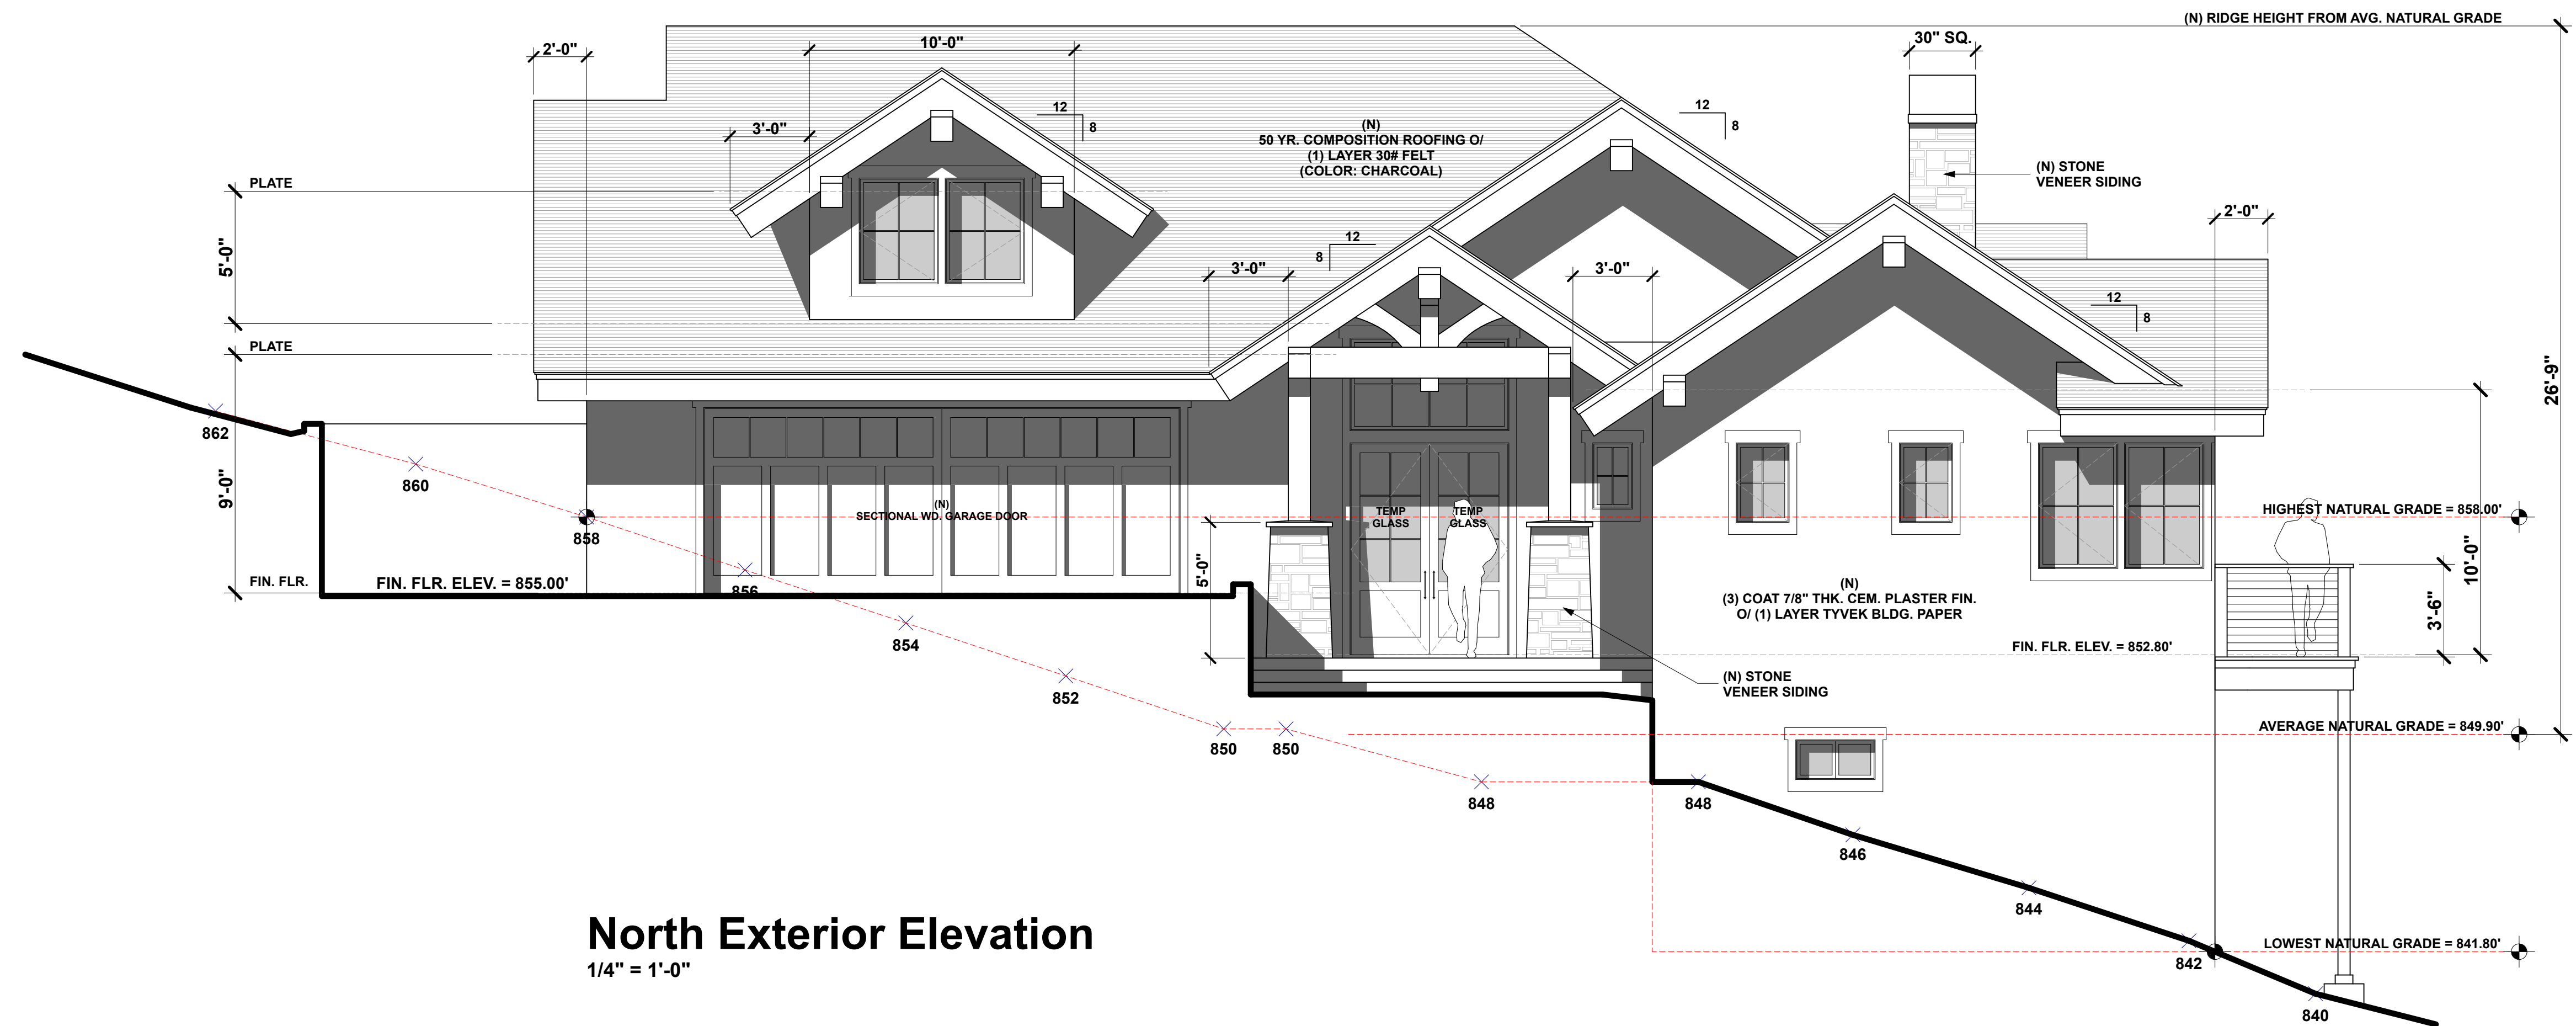 (N) RIDGE HEIGHT FROM AVG. NATURAL GRADE
2'-0"
10'-0"
30" SQ.
12
8
12
8
3'-0"
(N)
50 YR. COMPOSITION ROOFING O/
(1) LAYER 30# FELT
(COLOR: CHARCOAL)
(N) STONE
VENEER SIDING
PLATE
2'-0"
5'-0"
12
8
3'-0"
3'-0"
12
8
PLATE
26'-9"
862
860
9'-0"
(N)
SECTIONAL WD. GARAGE DOOR
TEMP
GLASS
TEMP
GLASS
HIGHEST NATURAL GRADE = 858.00'
858
10'-0"
FIN. FLR.
FIN. FLR. ELEV. = 855.00'
856
5'-0"
(N)
(3) COAT 7/8" THK. CEM. PLASTER FIN.
O/ (1) LAYER TYVEK BLDG. PAPER
3'-6"
854
FIN. FLR. ELEV. = 852.80'
852
(N) STONE
VENEER SIDING
850
850
AVERAGE NATURAL GRADE = 849.90'
848
848
846
844
North Exterior Elevation
1/4" = 1'-0"
LOWEST NATURAL GRADE = 841.80'
842
840